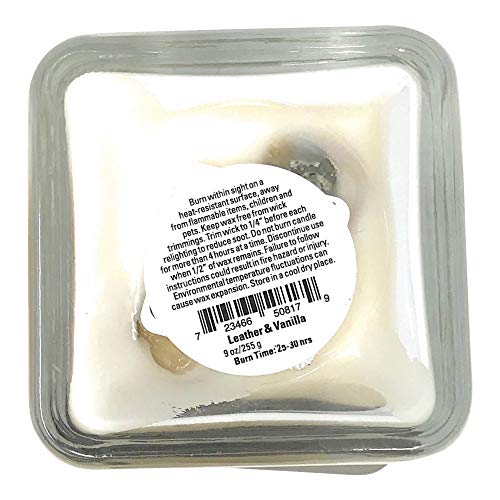 Burn within sight on a
heat-resistant surface, away
from flammable items, children and
pets. Keep wax free from wick
trimmings. Trim wick to 1/4" before each
relighting to reduce soot. Do not burn candle
for more than 4 hours at a time. Discontinue use
when 1/2" of wax remains. Failure to follow
instructions could result in fire hazard or injury.
Environmental temperature fluctuations can
cause wax expansion. Store in a cool dry place.
7 23466 50817 9
Leather & Vanilla
9 oz/255 g
Burn Time: 25-30 hrs